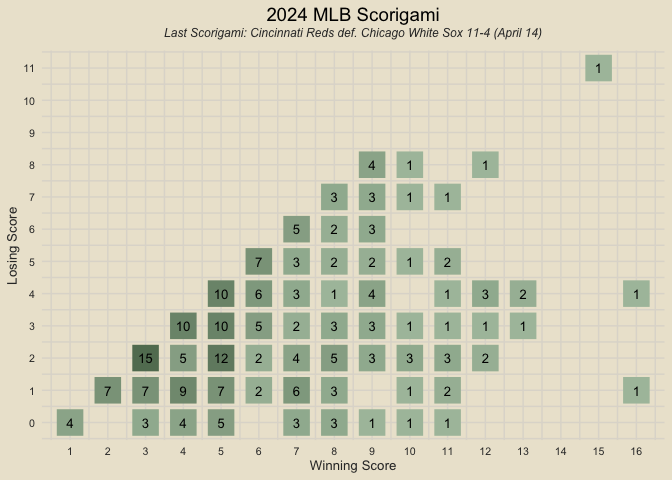 2024 MLB Scorigami
Last Scorigami: Cincinnati Reds def. Chicago White Sox 11-4 (April 14)
11 1
10
9
8 4 1 1
7 3 3 1 1
6 5 2 3
5 7 3 2 2 1 2
4 10 6 3 1 4 1 3 2 1
3 10 10 5 2 3 3 1 1 1 1
2 15 5 12 2 4 5 3 3 3 2
1 7 7 9 7 2 6 3 1 2 1
0 4 3 4 5 3 3 1 1 1
1 2 3 4 5 6 7 8 9 10 11 12 13 14 15 16
Losing Score
Winning Score